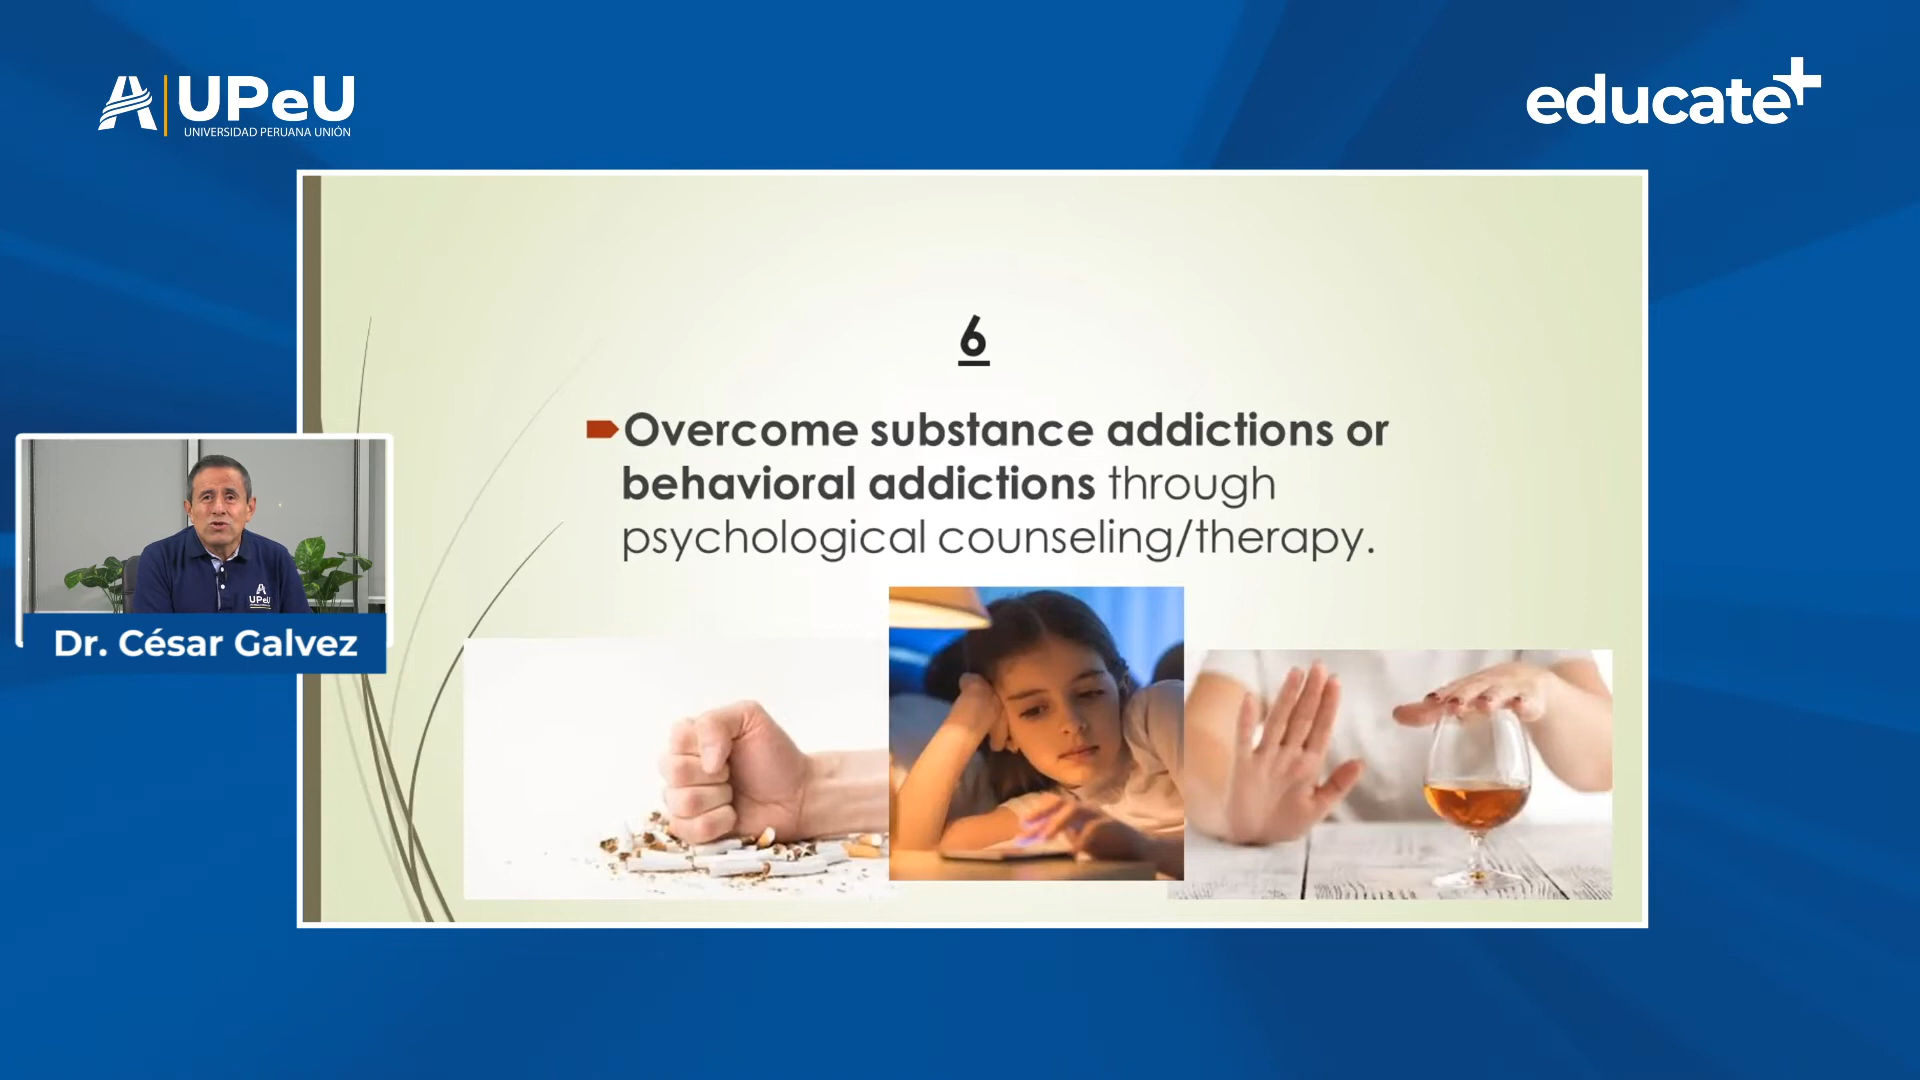 UPeU
UNIVERSIDAD PERUANA UNIÓN
educate+
6
Overcome substance addictions or
behavioral addictions through
psychological counseling/therapy.
UPeU
Dr. César Galvez